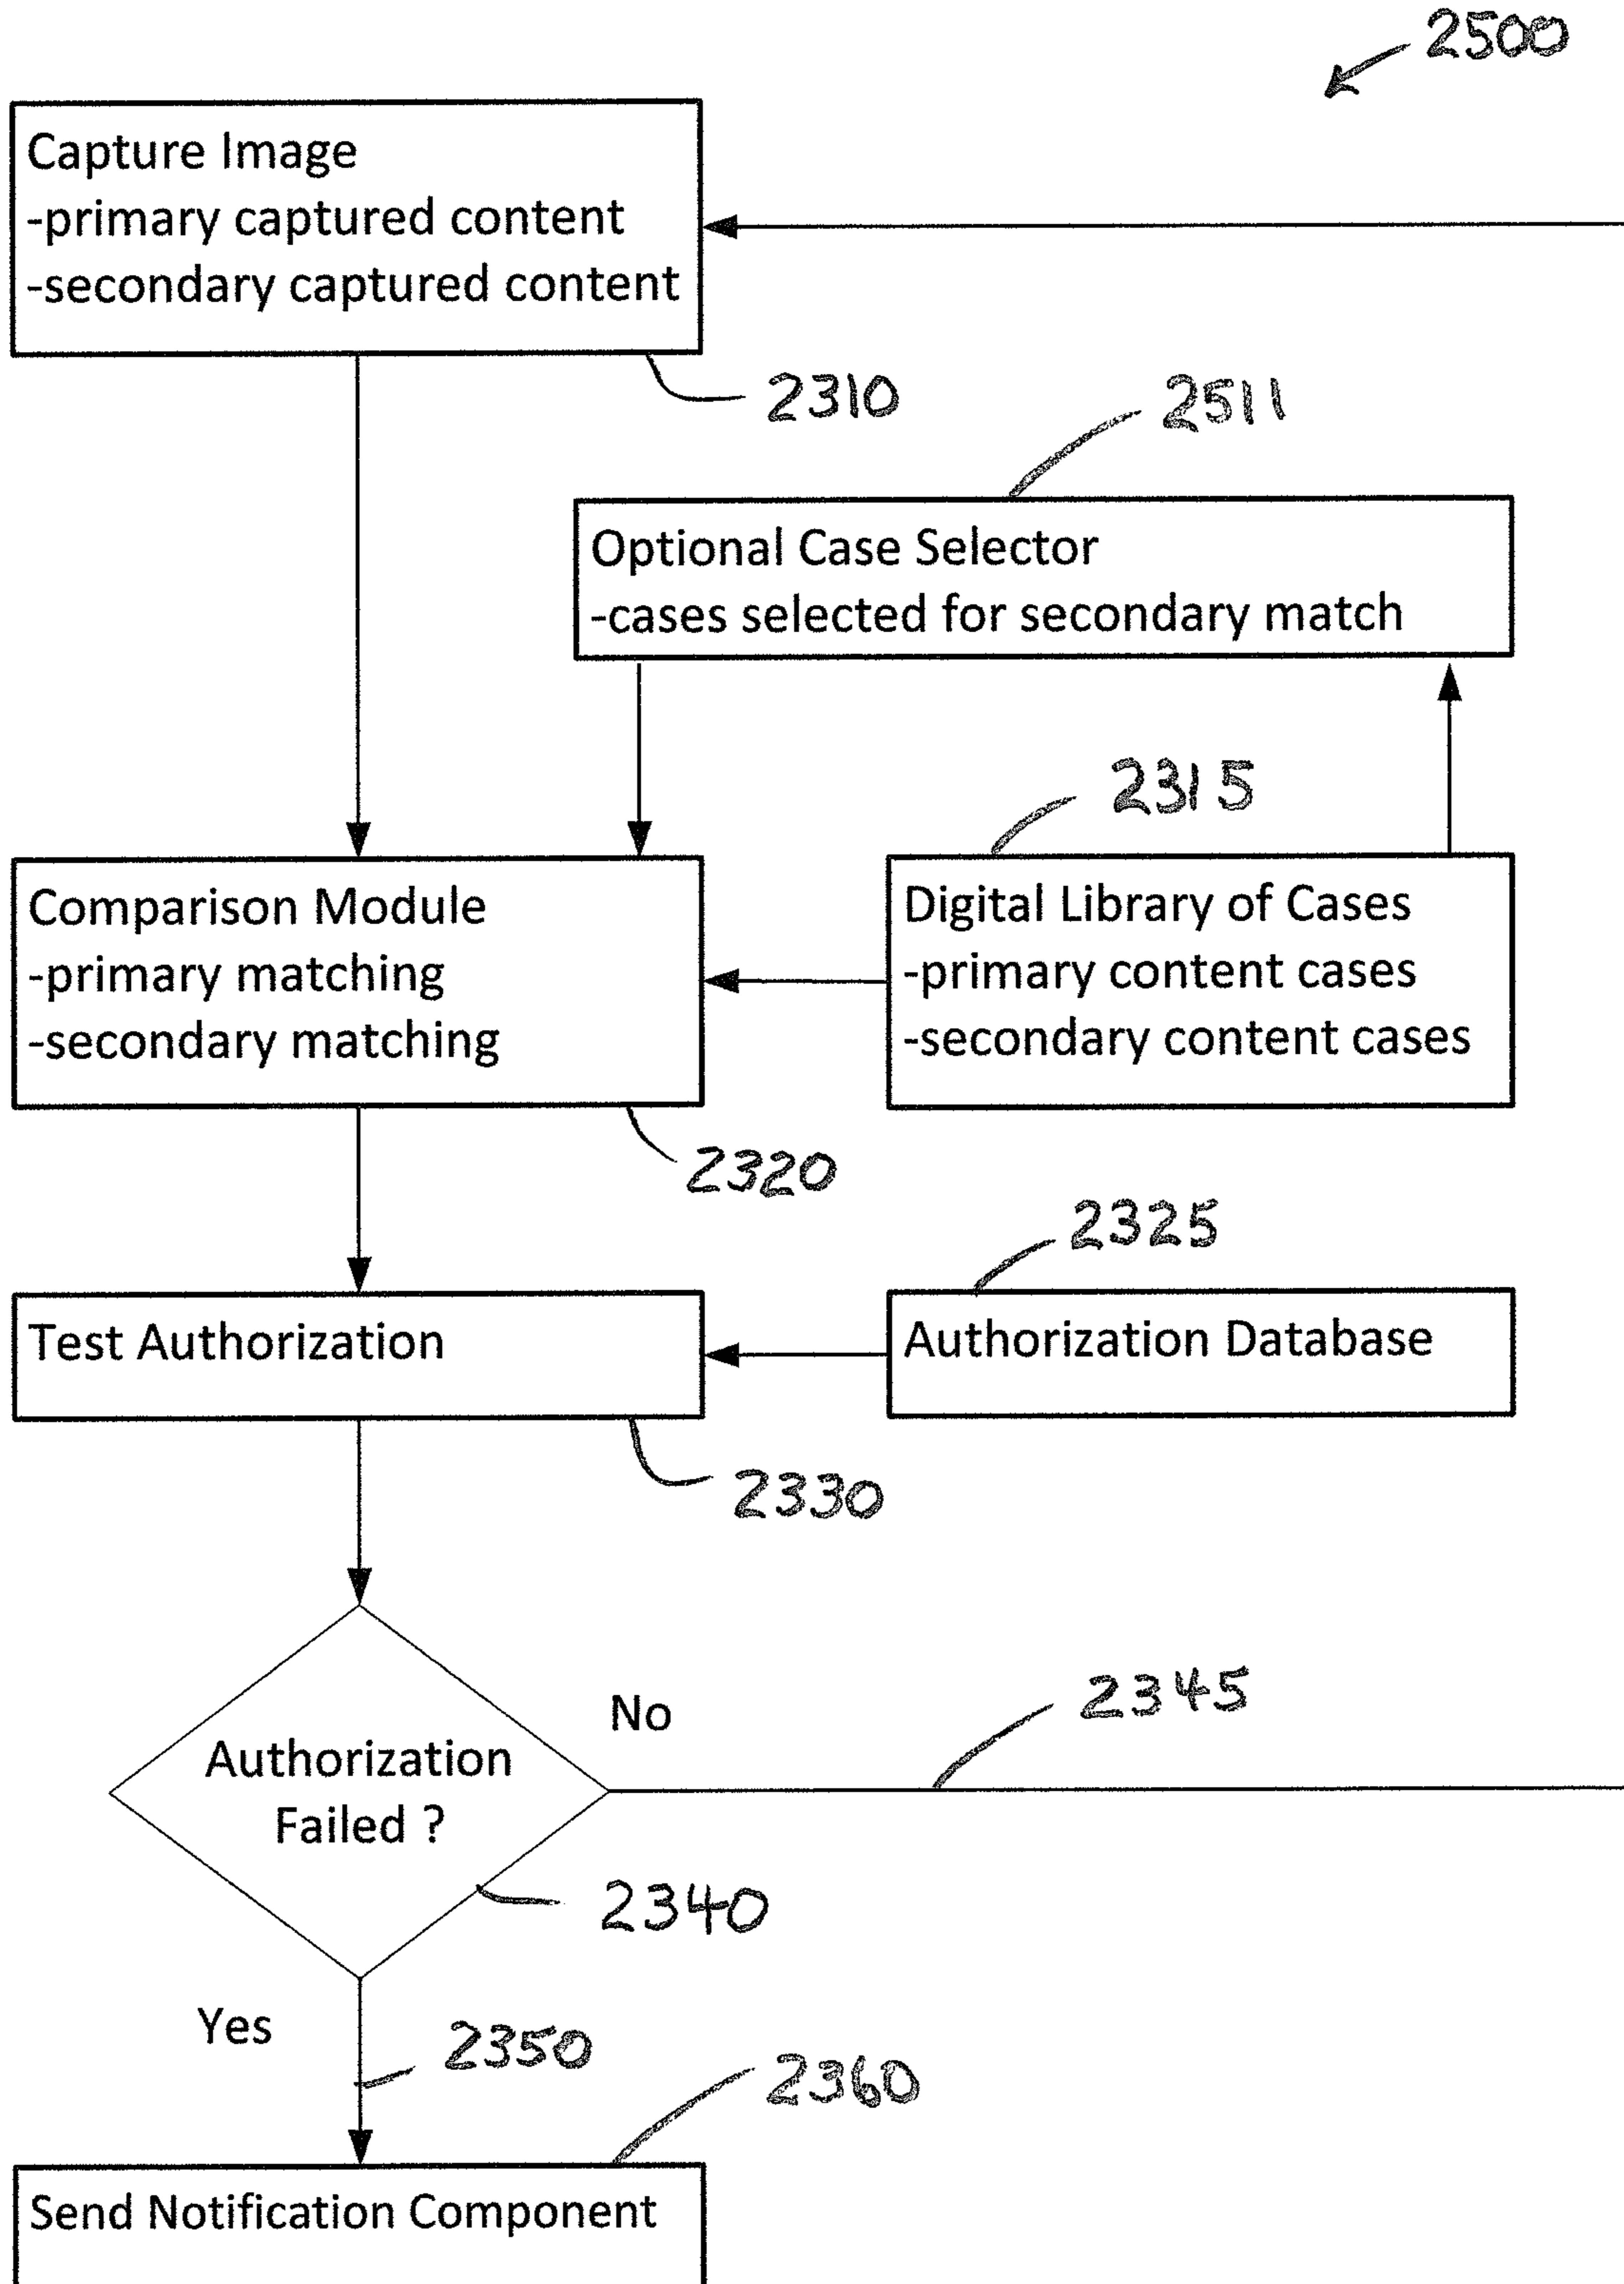 2500
Capture Image
-primary captured content
-secondary captured content
2310
2511
Optional Case Selector
-cases selected for secondary match
2315
Comparison Module
-primary matching
-secondary matching
Digital Library of Cases
-primary content cases
-secondary content cases
2320
2325
Test Authorization
Authorization Database
2330
No
2345
Authorization
Failed ?
2340
Yes
2350
2360
Send Notification Component